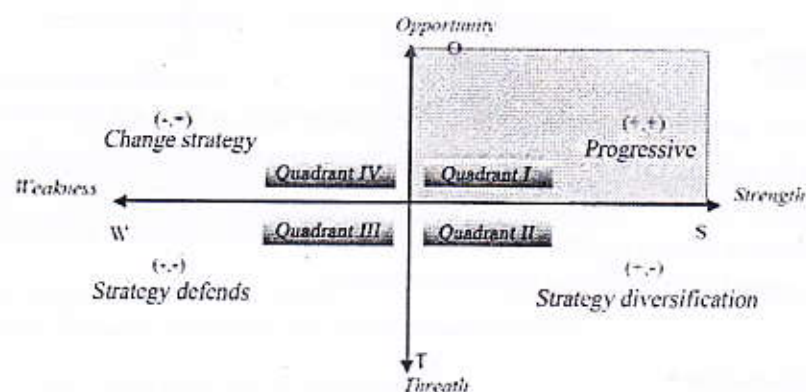 Opportunity
O
(-,+)
Change strategy
(+,+)
Progressive
Quadrant IV
Quadrant I
Weakness
Strength
W
Quadrant III
Quadrant II
S
(-,-)
Strategy defends
(+,-)
Strategy diversification
T
Threath